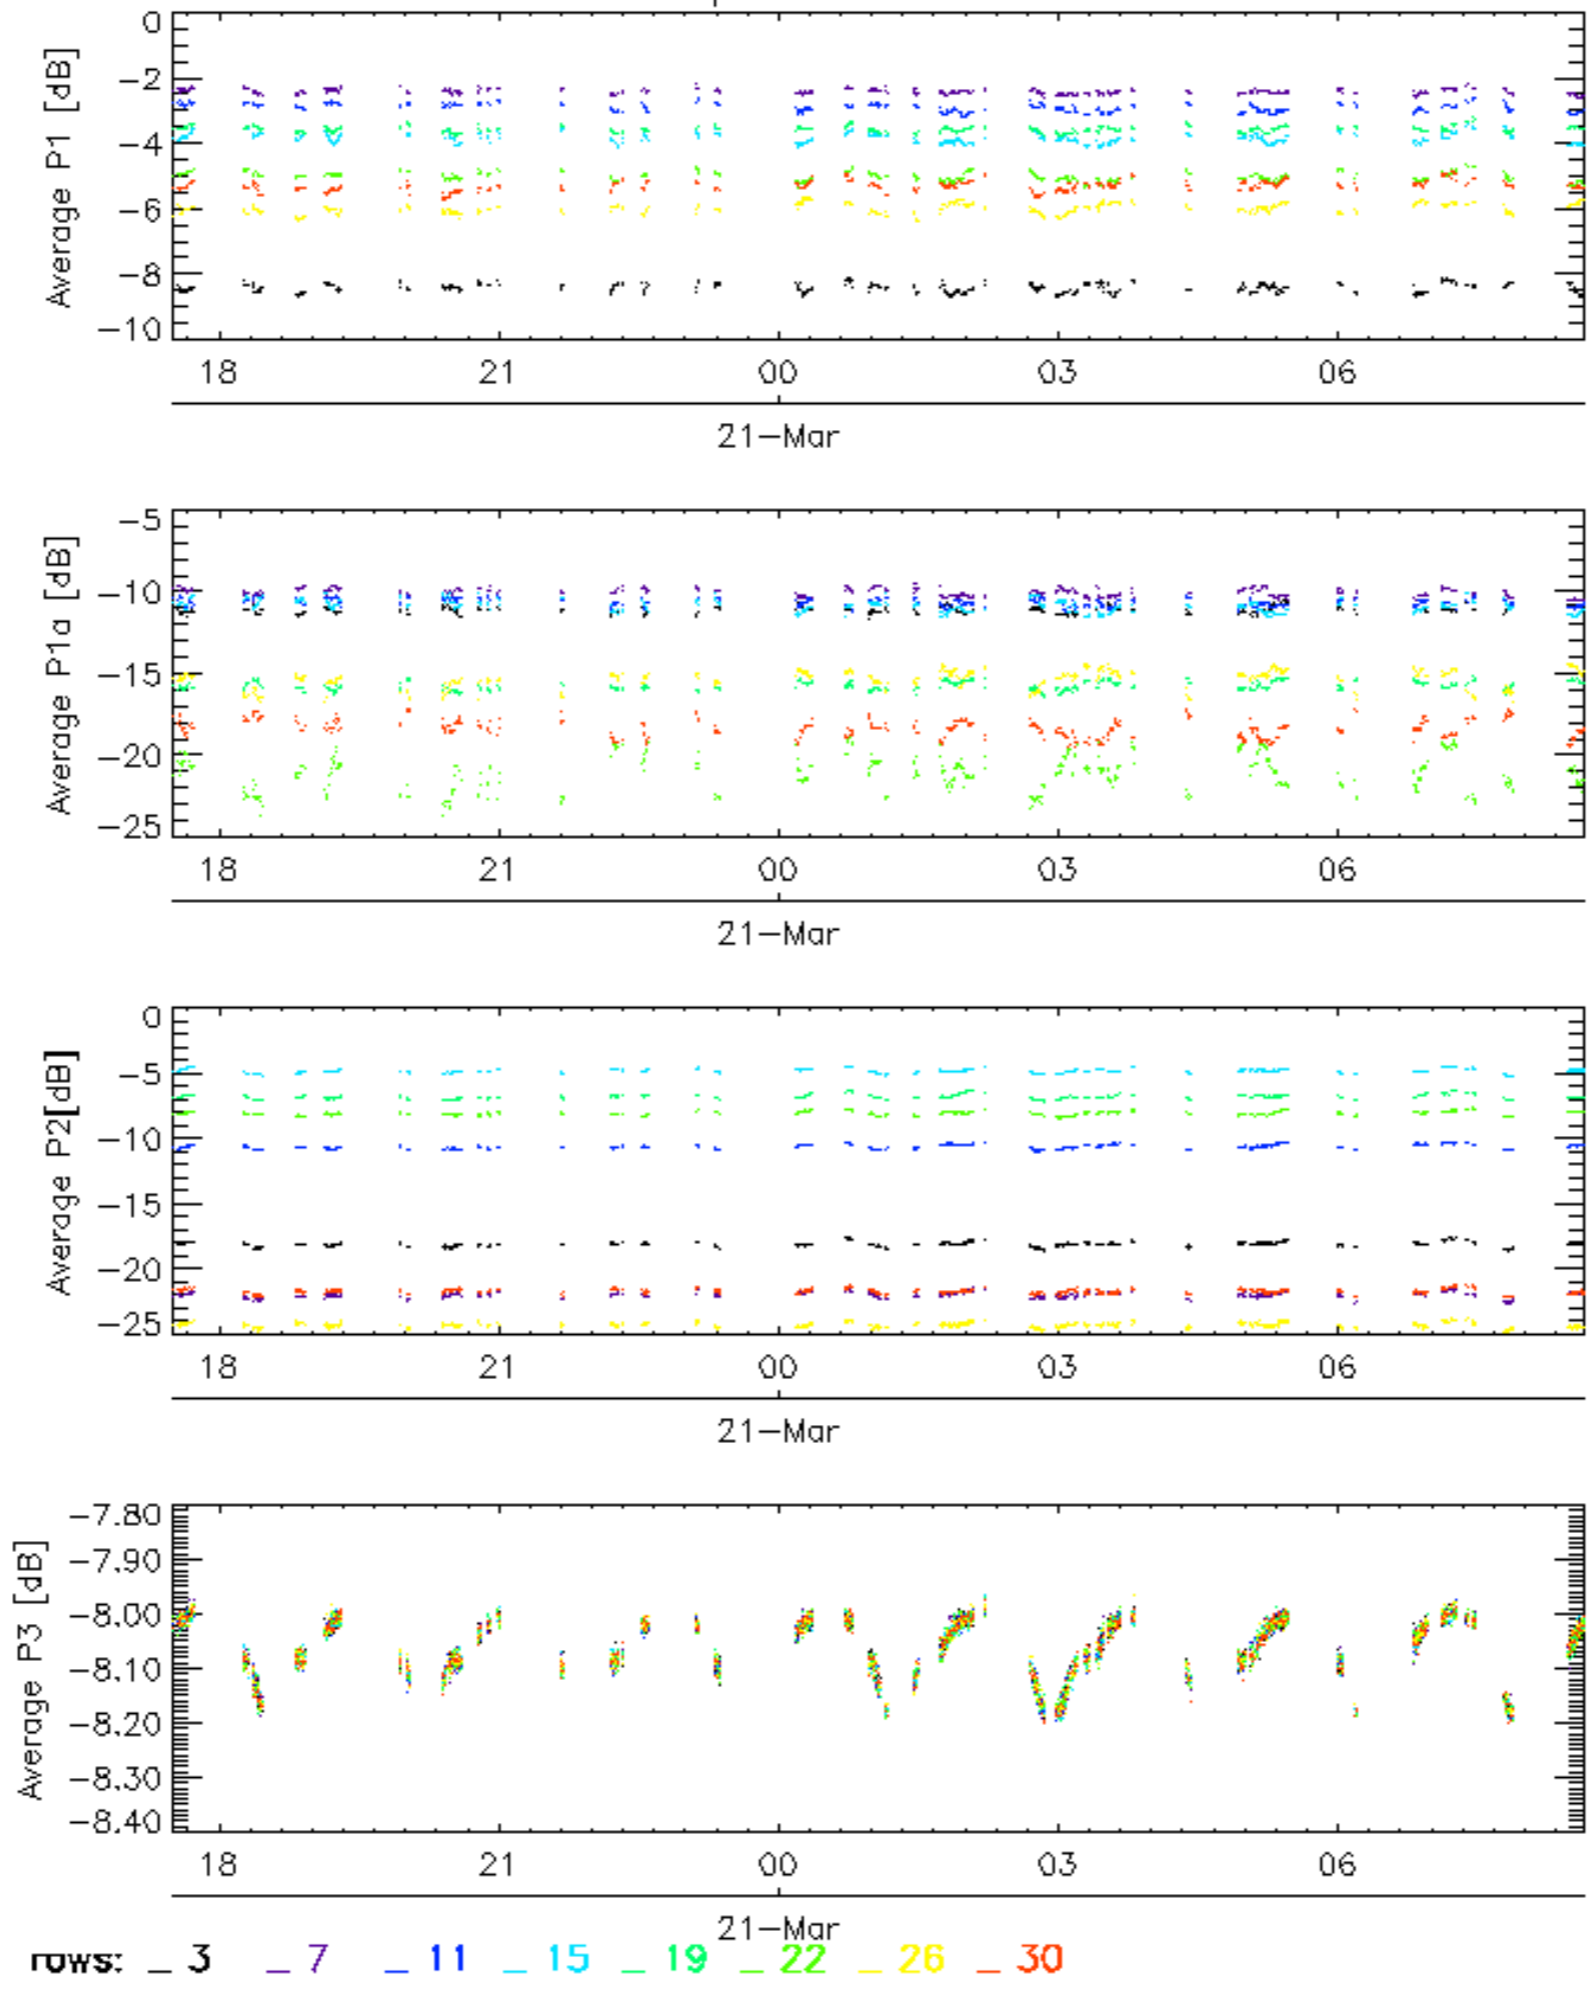 0
-2
-4
-6
-8
-10
Average P1 [dB]
18 21 00 03 06
21-Mar
-5
-10
-15
-20
-25
Average P1a [dB]
18 21 00 03 06
21-Mar
0
-5
-10
-15
-20
-25
Average P2[dB]
18 21 00 03 06
21-Mar
-7.80
-7.90
-8.00
-8.10
-8.20
-8.30
-8.40
Average P3 [dB]
18 21 00 03 06
21-Mar
rows: _ 3 _ 7 _ 11 _ 15 _ 19 _ 22 _ 26 _ 30